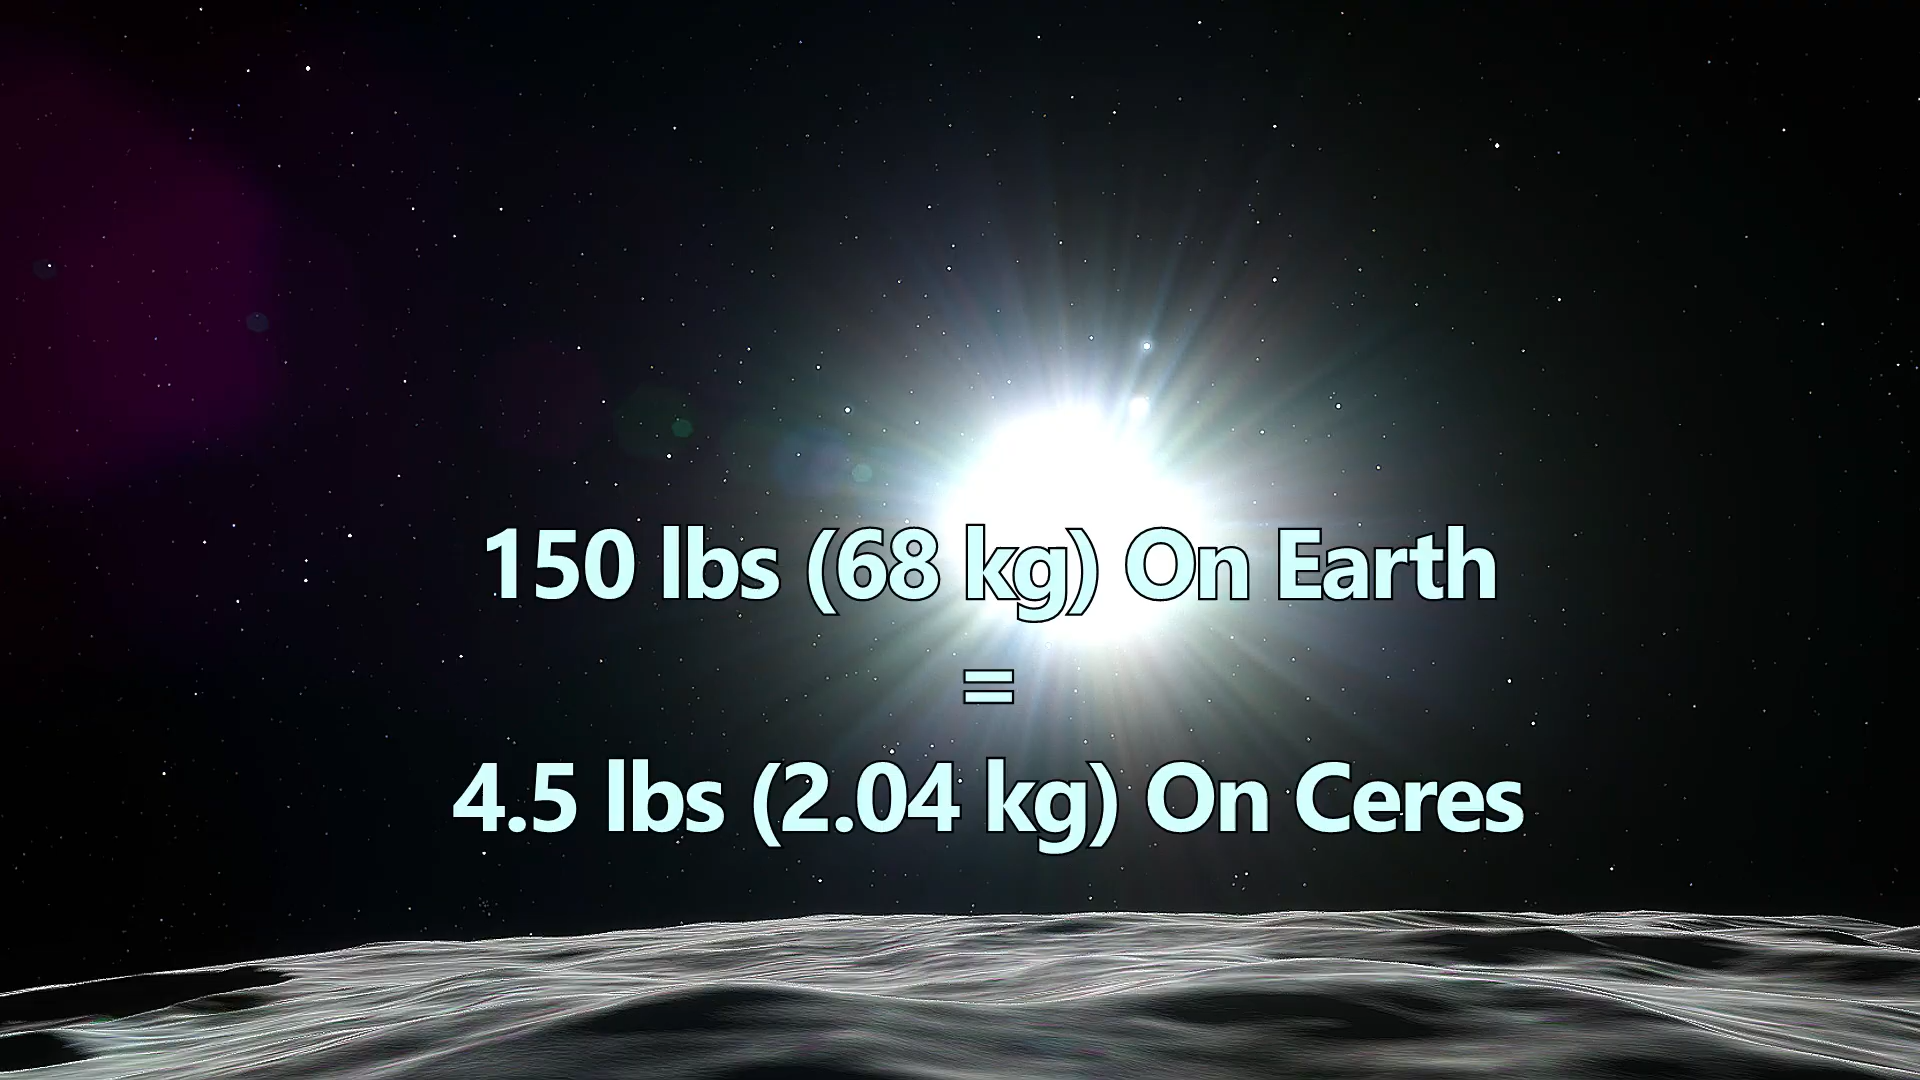 150 lbs (68 kg) On Earth
=
4.5 lbs (2.04 kg) On Ceres